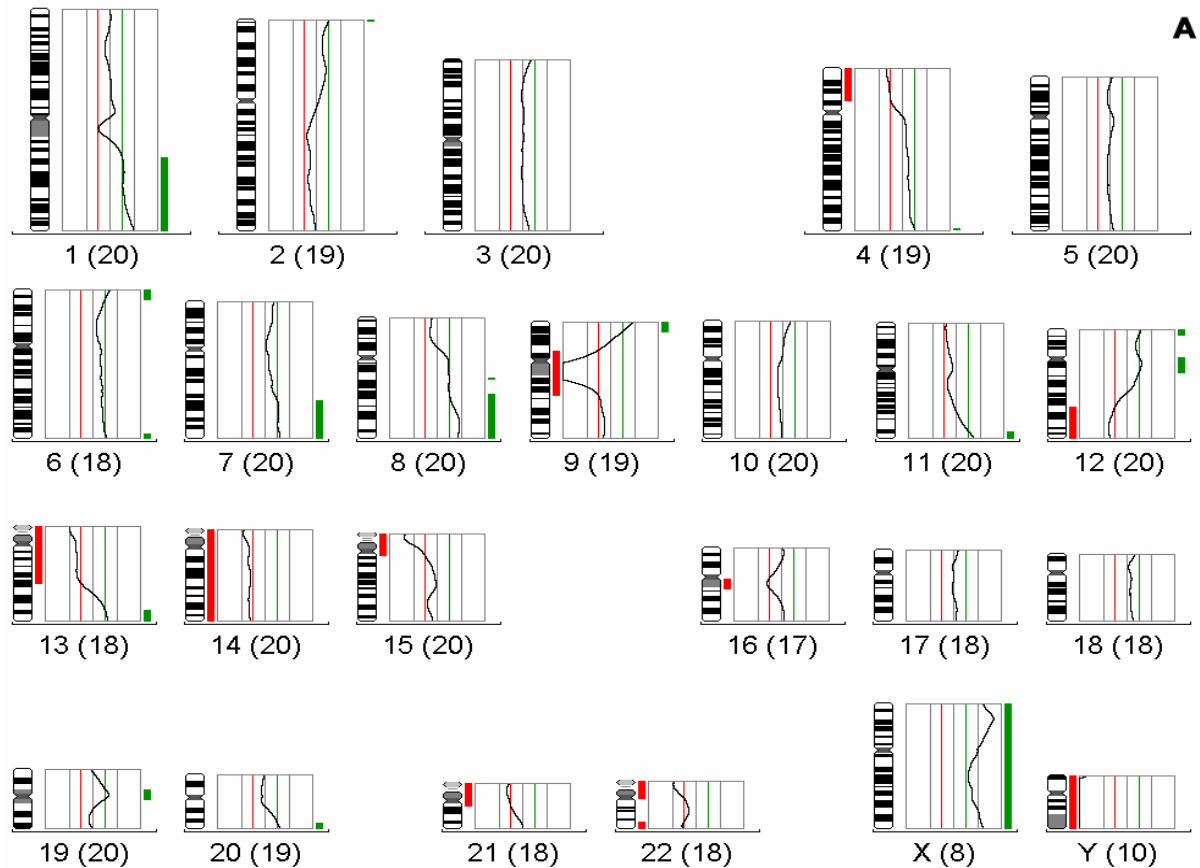 A
1 (20) 2 (19) 3 (20) 4 (19) 5 (20)
6 (18) 7 (20) 8 (20) 9 (19) 10 (20) 11 (20) 12 (20)
13 (18) 14 (20) 15 (20) 16 (17) 17 (18) 18 (18)
19 (20) 20 (19) 21 (18) 22 (18) X (8) Y (10)